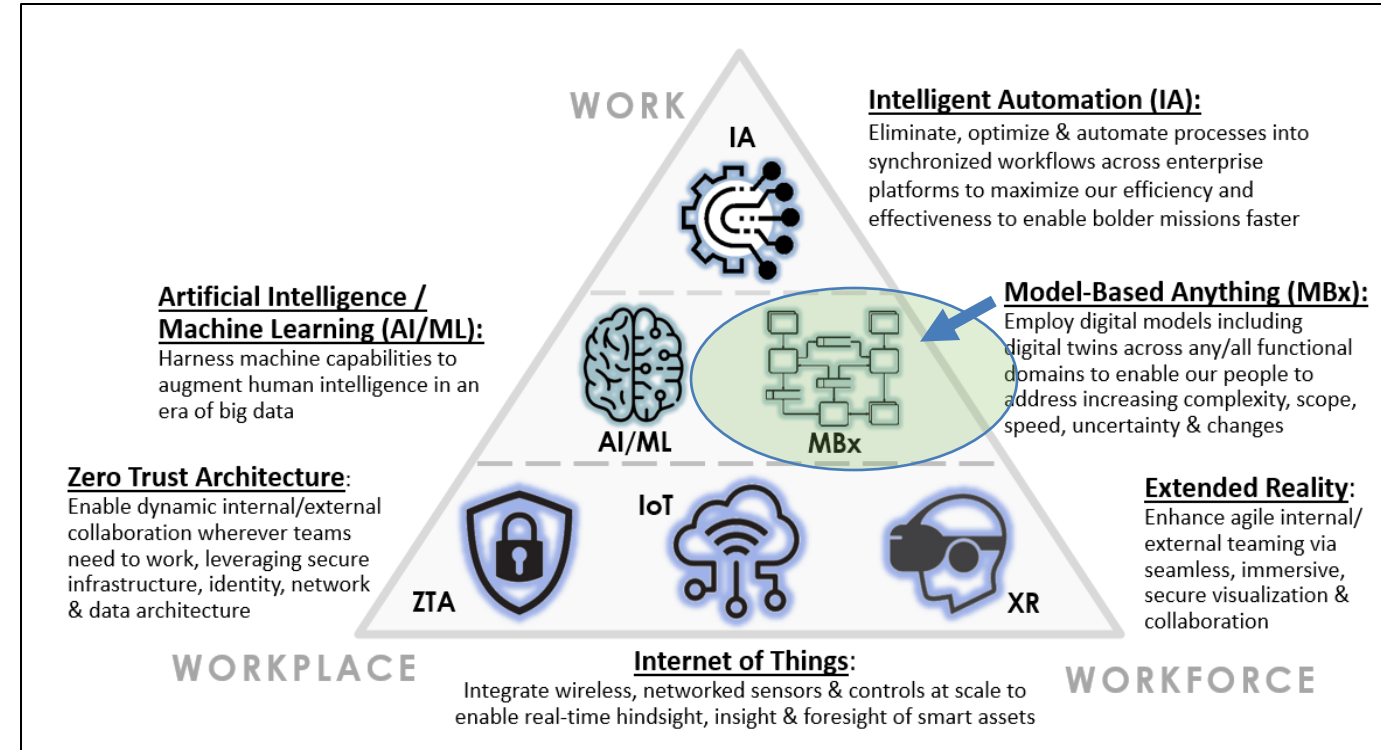 WORK
IA
Intelligent Automation (IA):
Eliminate, optimize & automate processes into
synchronized workflows across enterprise
platforms to maximize our efficiency and
effectiveness to enable bolder missions faster
Artificial Intelligence /
Machine Learning (AI/ML):
Harness machine capabilities to
augment human intelligence in an
era of big data
AI/ML
MBx
Model-Based Anything (MBx):
Employ digital models including
digital twins across any/all functional
domains to enable our people to
address increasing complexity, scope,
speed, uncertainty & changes
Zero Trust Architecture:
Enable dynamic internal/external
collaboration wherever teams
need to work, leveraging secure
infrastructure, identity, network
& data architecture
ZTA
IoT
XR
Extended Reality:
Enhance agile internal/
external teaming via
seamless, immersive,
secure visualization &
collaboration
WORKPLACE
Internet of Things:
Integrate wireless, networked sensors & controls at scale to
enable real-time hindsight, insight & foresight of smart assets
WORKFORCE